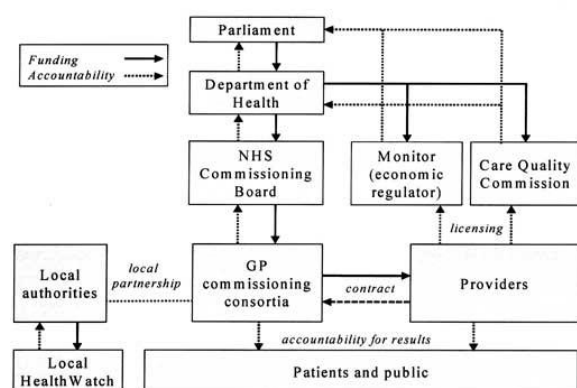 Parliament
Funding
Accountability
Department of
Health
NHS
Commissioning
Board
Monitor
(economic
regulator)
Care Quality
Commission
licensing
Local
authorities
local
partnership
GP
commissioning
consortia
contract
Providers
accountability for results
Local
HealthWatch
Patients and public